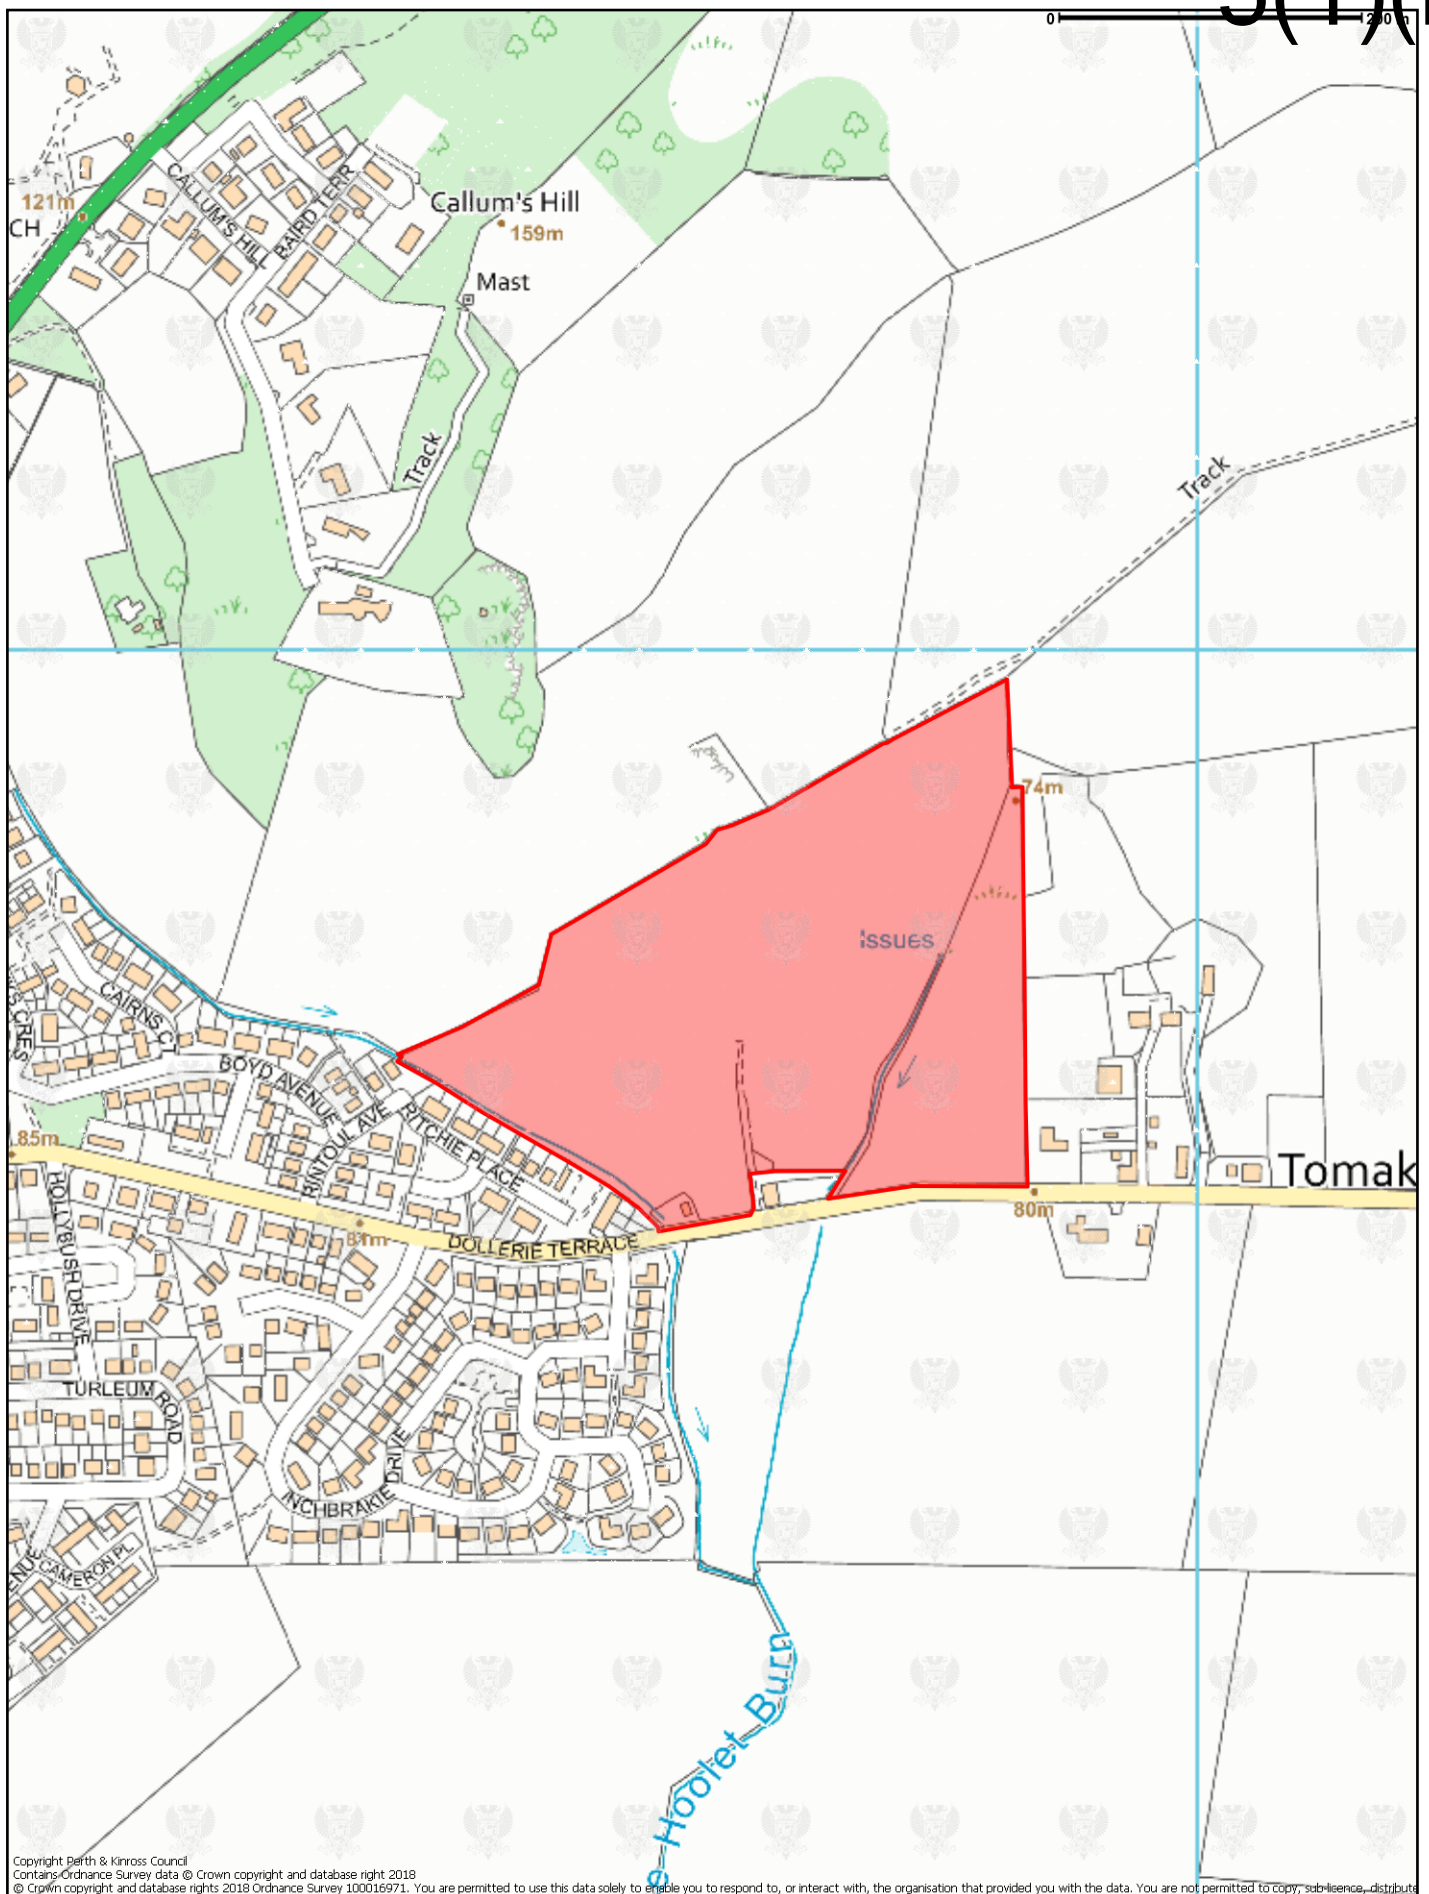 0
200 m
Callum's Hill
CALLUM'S HILL
BAIRD TERR
121m
159m
CH
Mast
Track
Track
74m
Issues
CAIRNS CT
S CRES
BOYD AVENUE
RINTOUL AVE
RITCHIE PLACE
85m
Tomak
80m
HOLLYBUSH DRIVE
81m
DOLLERIE TERRACE
TURLEUM ROAD
INCHBRAKIE DRIVE
ENUE
CAMERON PL
e Hoolet Burn
Copyright Perth & Kinross Council
Contains Ordnance Survey data © Crown copyright and database right 2018
© Crown copyright and database rights 2018 Ordnance Survey 100016971. You are permitted to use this data solely to enable you to respond to, or interact with, the organisation that provided you with the data. You are not permitted to copy, sub-licence, distribute